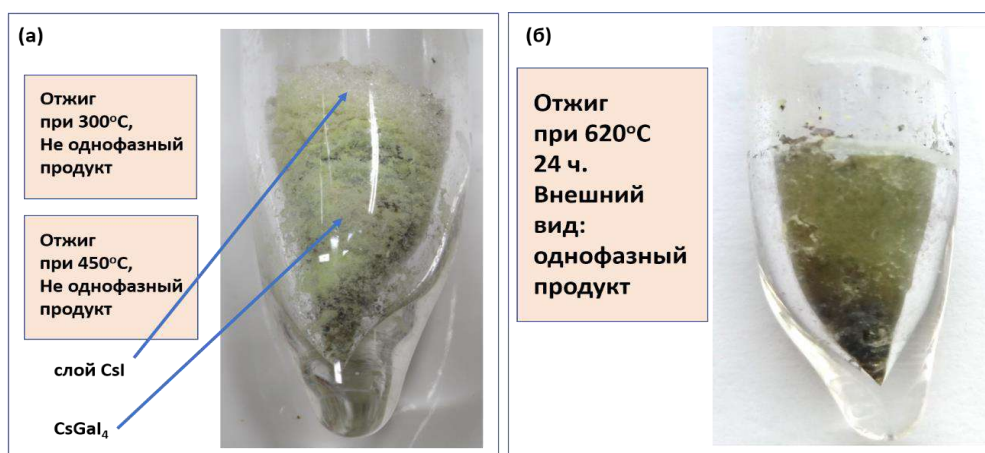 (а)
Отжиг
при 300°С,
Не однофазный
продукт
Отжиг
при 450°С,
Не однофазный
продукт
слой CsI
CsGaI₄
(б)
Отжиг
при 620°С
24 ч.
Внешний
вид:
однофазный
продукт